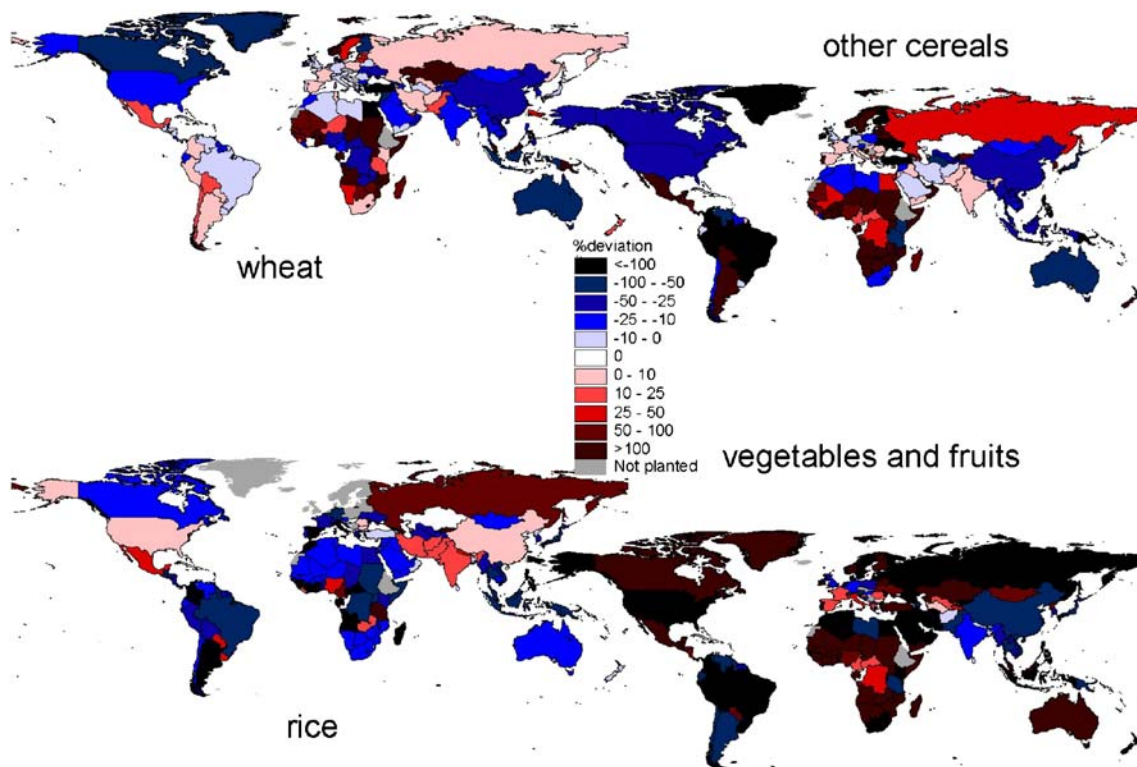 other cereals
wheat
%deviation
<-100
-100 - -50
-50 - -25
-25 - -10
-10 - 0
0
0 - 10
10 - 25
25 - 50
50 - 100
>100
Not planted
vegetables and fruits
rice